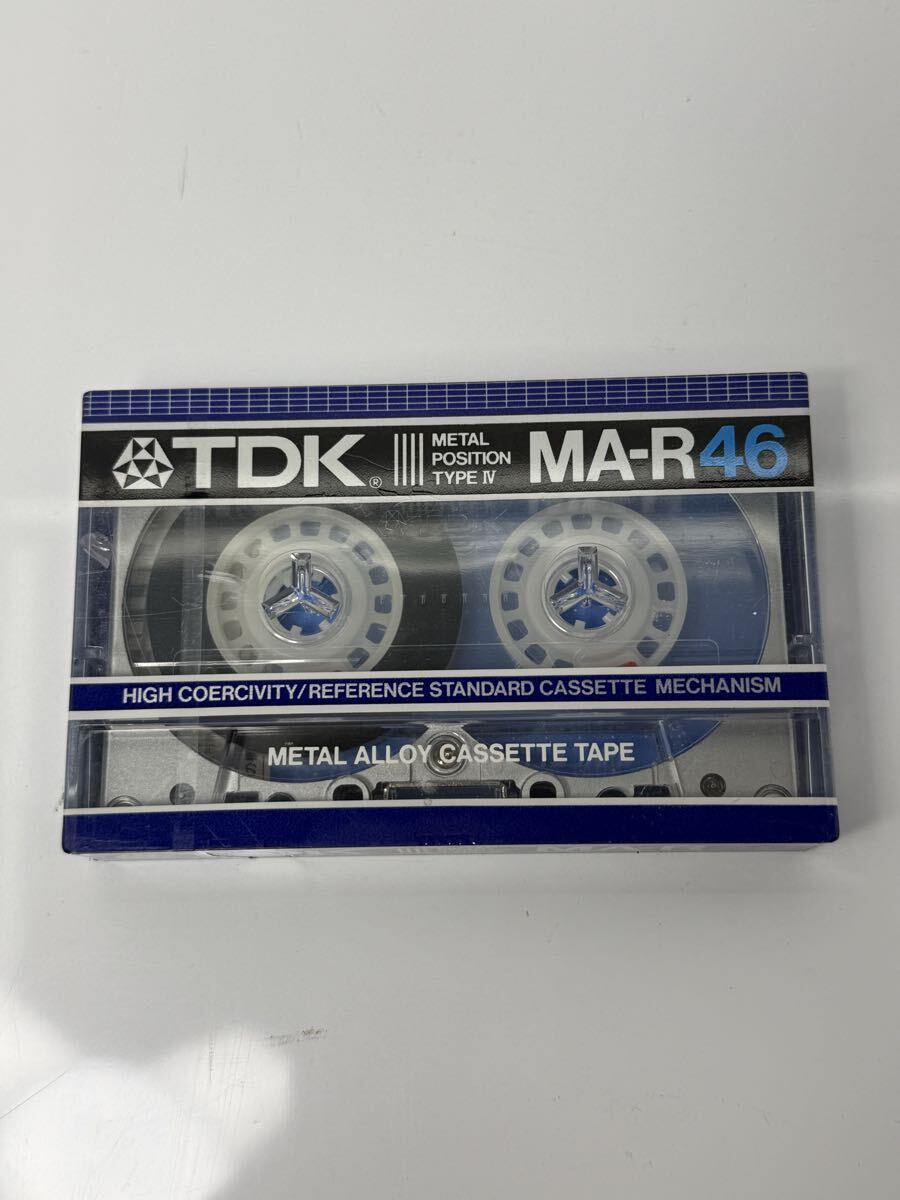 TDK® METAL POSITION TYPE IV MA-R46
HIGH COERCIVITY/REFERENCE STANDARD CASSETTE MECHANISM
METAL ALLOY CASSETTE TAPE